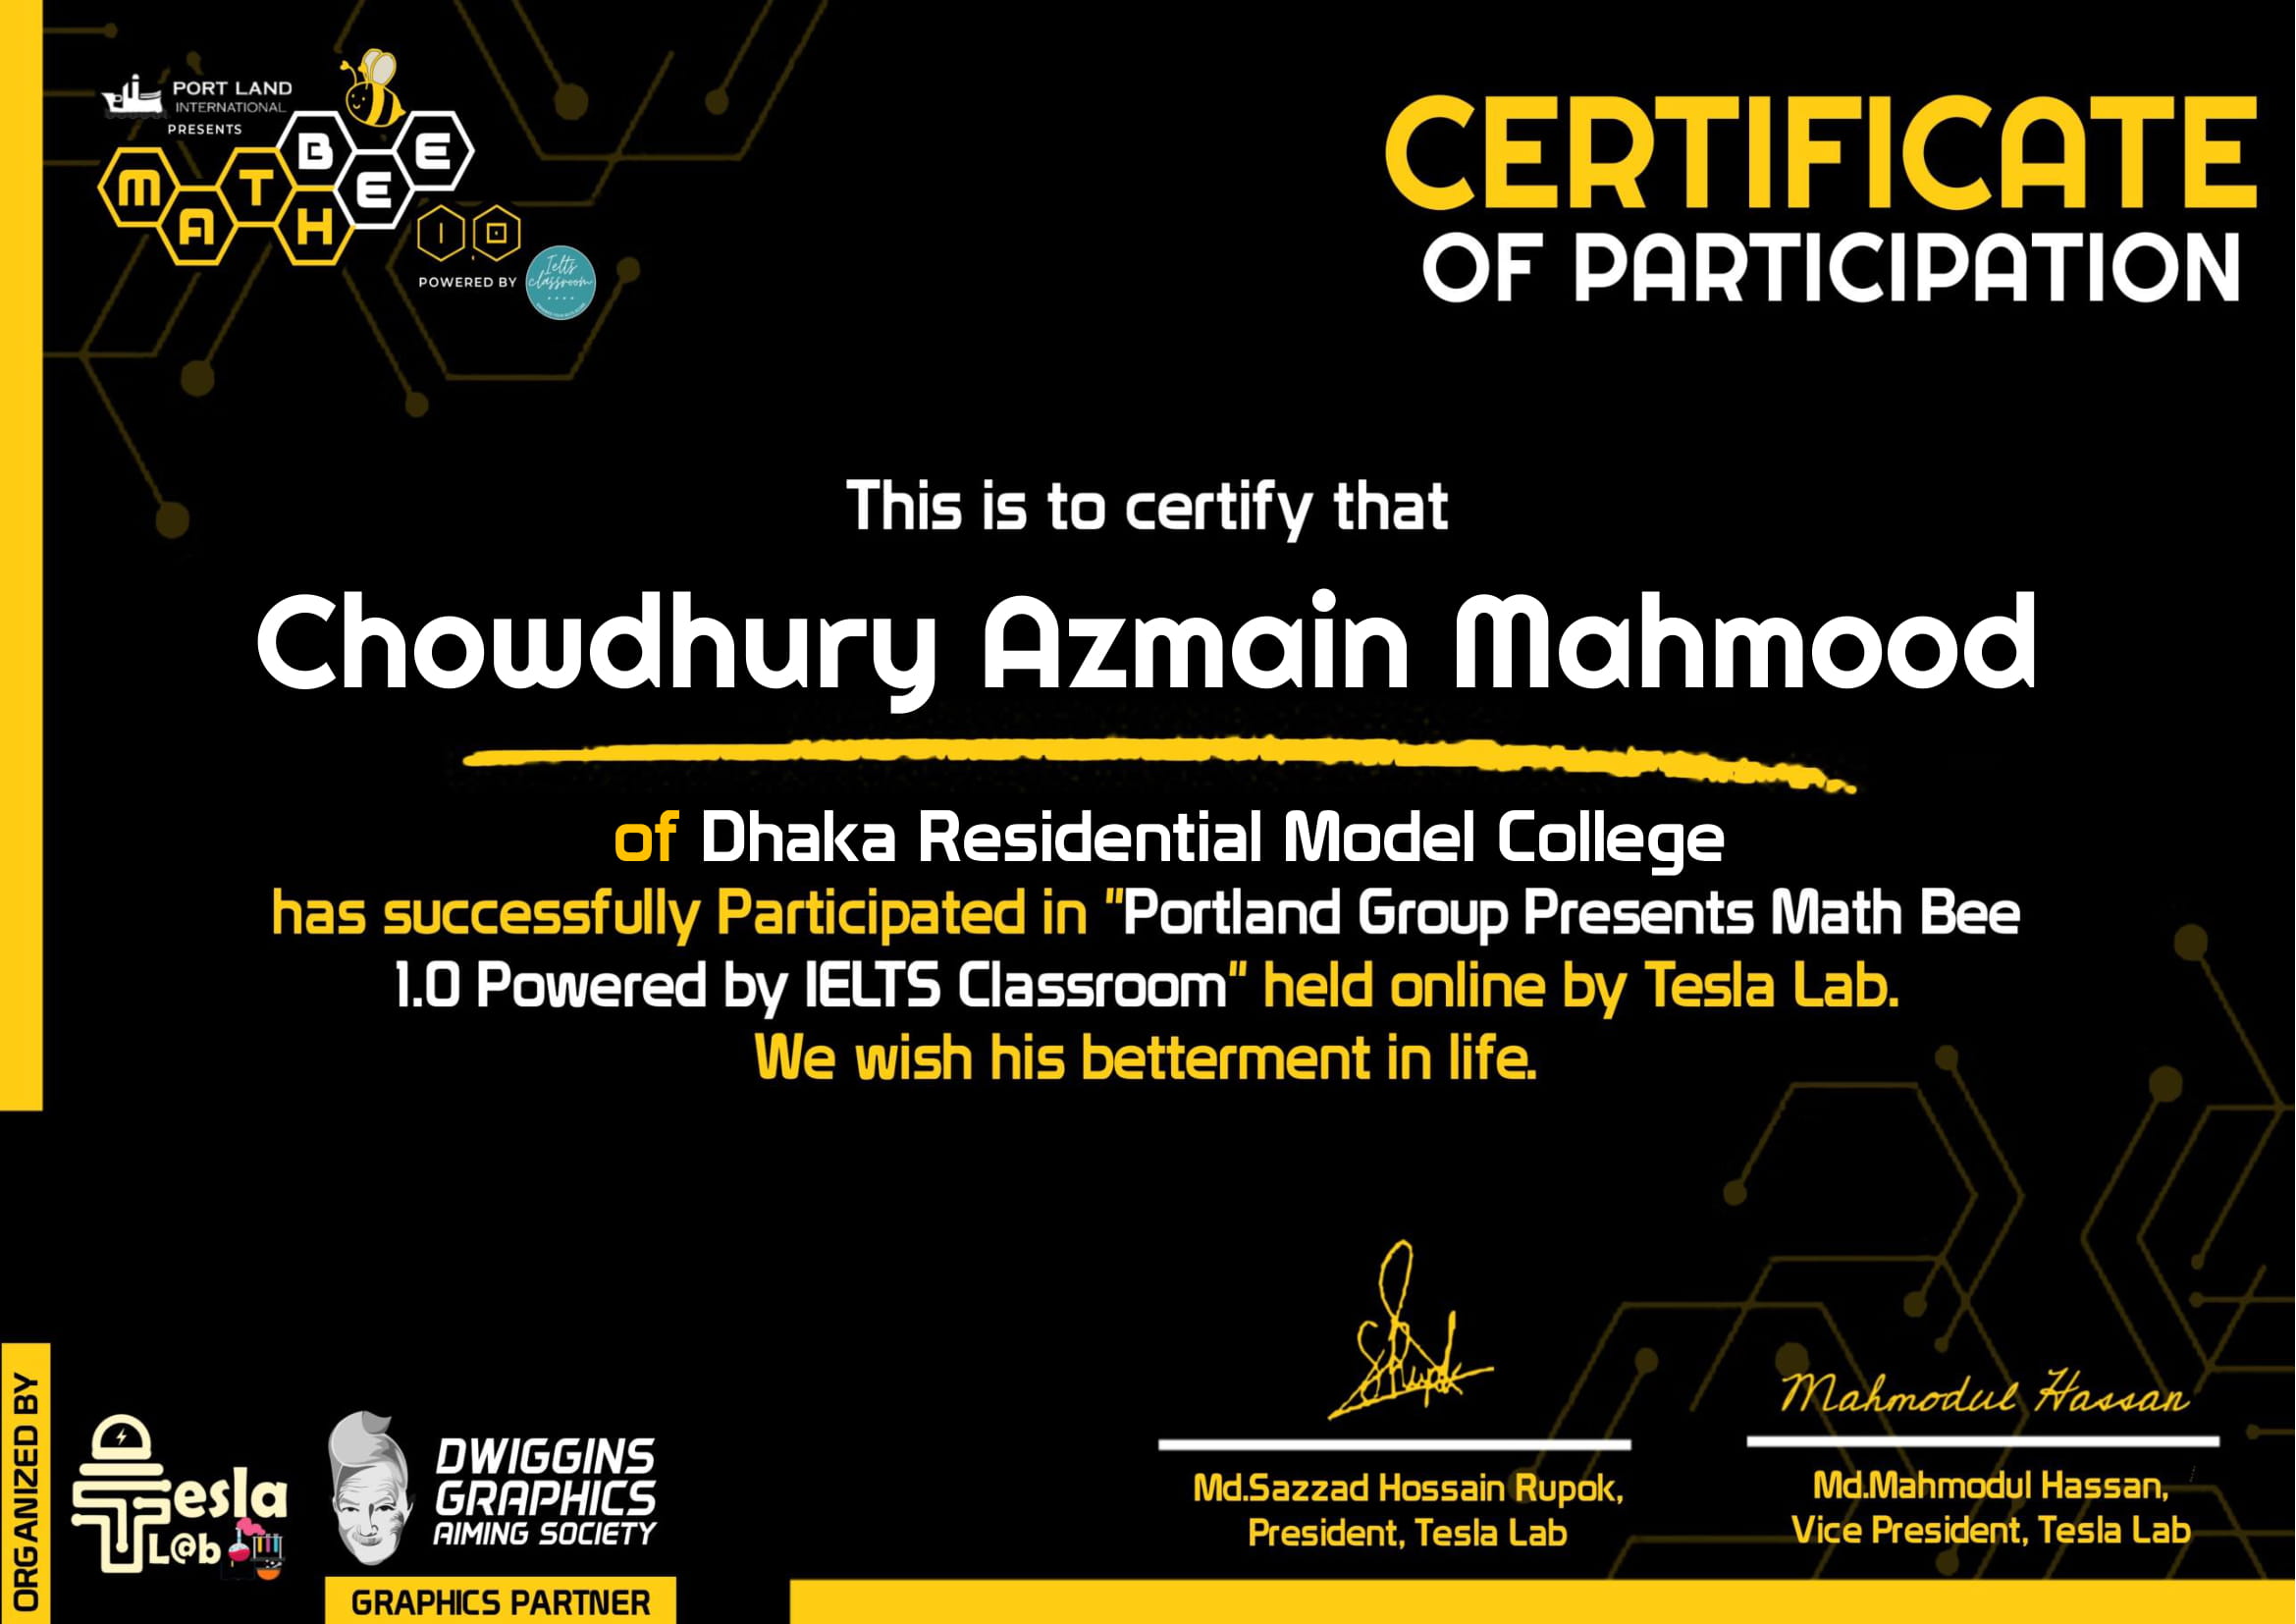 PORT LAND
INTERNATIONAL
PRESENTS
MATH BEE
1.0
POWERED BY
Ielts
classroom
CERTIFICATE
OF PARTICIPATION
This is to certify that
Chowdhury Azmain Mahmood
of Dhaka Residential Model College
has successfully Participated in "Portland Group Presents Math Bee
1.0 Powered by IELTS Classroom" held online by Tesla Lab.
We wish his betterment in life.
ORGANIZED BY
Tesla
L@b
DWIGGINS
GRAPHICS
AIMING SOCIETY
GRAPHICS PARTNER
Rupok
Md.Sazzad Hossain Rupok,
President, Tesla Lab
Mahmodul Hassan
Md.Mahmodul Hassan,
Vice President, Tesla Lab